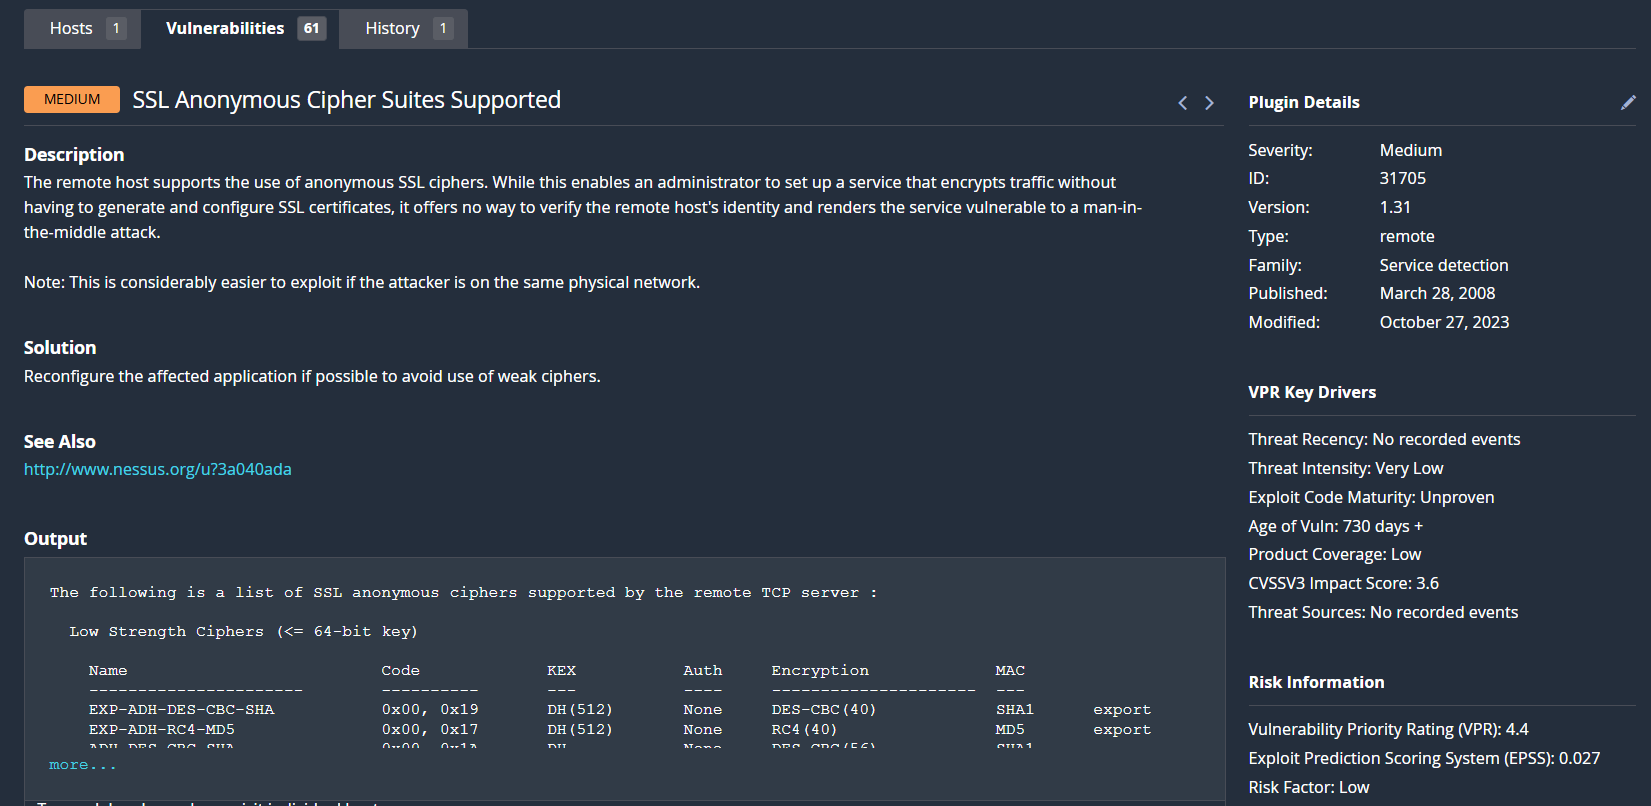 Hosts 1 Vulnerabilities 61 History 1
MEDIUM SSL Anonymous Cipher Suites Supported
Description
The remote host supports the use of anonymous SSL ciphers. While this enables an administrator to set up a service that encrypts traffic without
having to generate and configure SSL certificates, it offers no way to verify the remote host's identity and renders the service vulnerable to a man-in-
the-middle attack.
Note: This is considerably easier to exploit if the attacker is on the same physical network.
Solution
Reconfigure the affected application if possible to avoid use of weak ciphers.
See Also
http://www.nessus.org/u?3a040ada
Output
The following is a list of SSL anonymous ciphers supported by the remote TCP server :
Low Strength Ciphers (<= 64-bit key)
Name Code KEX Auth Encryption MAC
---------------------- ---------- --- ---- --------------------- ---
EXP-ADH-DES-CBC-SHA 0x00, 0x19 DH(512) None DES-CBC(40) SHA1 export
EXP-ADH-RC4-MD5 0x00, 0x17 DH(512) None RC4(40) MD5 export
ADH-DES-CBC-SHA 0x00, 0x1A DH None DES-CBC(56) SHA1
more...
Plugin Details
Severity: Medium
ID: 31705
Version: 1.31
Type: remote
Family: Service detection
Published: March 28, 2008
Modified: October 27, 2023
VPR Key Drivers
Threat Recency: No recorded events
Threat Intensity: Very Low
Exploit Code Maturity: Unproven
Age of Vuln: 730 days +
Product Coverage: Low
CVSSV3 Impact Score: 3.6
Threat Sources: No recorded events
Risk Information
Vulnerability Priority Rating (VPR): 4.4
Exploit Prediction Scoring System (EPSS): 0.027
Risk Factor: Low